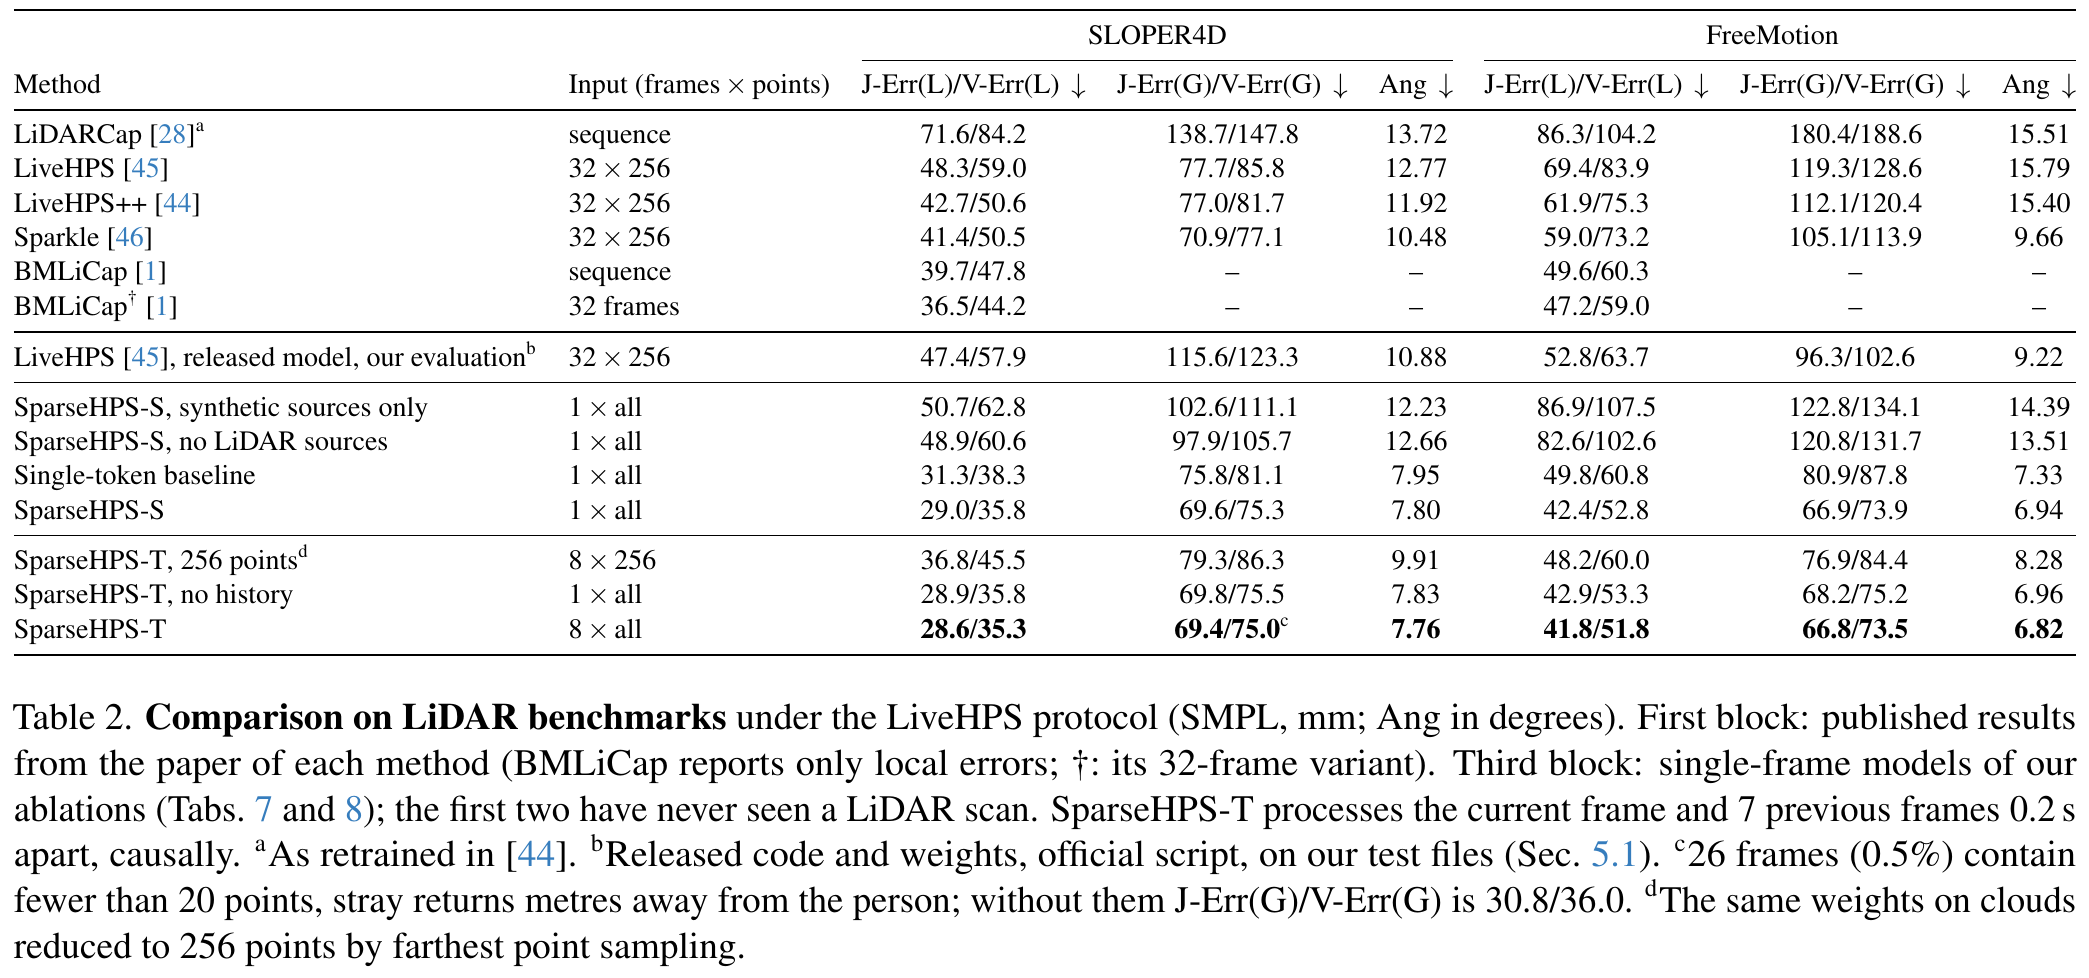 SLOPER4D FreeMotion
Method Input (frames × points) J-Err(L)/V-Err(L) ↓ J-Err(G)/V-Err(G) ↓ Ang ↓ J-Err(L)/V-Err(L) ↓ J-Err(G)/V-Err(G) ↓ Ang ↓
LiDARCap [28]ᵃ sequence 71.6/84.2 138.7/147.8 13.72 86.3/104.2 180.4/188.6 15.51
LiveHPS [45] 32 × 256 48.3/59.0 77.7/85.8 12.77 69.4/83.9 119.3/128.6 15.79
LiveHPS++ [44] 32 × 256 42.7/50.6 77.0/81.7 11.92 61.9/75.3 112.1/120.4 15.40
Sparkle [46] 32 × 256 41.4/50.5 70.9/77.1 10.48 59.0/73.2 105.1/113.9 9.66
BMLiCap [1] sequence 39.7/47.8 – – 49.6/60.3 – –
BMLiCap† [1] 32 frames 36.5/44.2 – – 47.2/59.0 – –
LiveHPS [45], released model, our evaluationᵇ 32 × 256 47.4/57.9 115.6/123.3 10.88 52.8/63.7 96.3/102.6 9.22
SparseHPS-S, synthetic sources only 1 × all 50.7/62.8 102.6/111.1 12.23 86.9/107.5 122.8/134.1 14.39
SparseHPS-S, no LiDAR sources 1 × all 48.9/60.6 97.9/105.7 12.66 82.6/102.6 120.8/131.7 13.51
Single-token baseline 1 × all 31.3/38.3 75.8/81.1 7.95 49.8/60.8 80.9/87.8 7.33
SparseHPS-S 1 × all 29.0/35.8 69.6/75.3 7.80 42.4/52.8 66.9/73.9 6.94
SparseHPS-T, 256 pointsᵈ 8 × 256 36.8/45.5 79.3/86.3 9.91 48.2/60.0 76.9/84.4 8.28
SparseHPS-T, no history 1 × all 28.9/35.8 69.8/75.5 7.83 42.9/53.3 68.2/75.2 6.96
SparseHPS-T 8 × all 28.6/35.3 69.4/75.0ᶜ 7.76 41.8/51.8 66.8/73.5 6.82
Table 2. Comparison on LiDAR benchmarks under the LiveHPS protocol (SMPL, mm; Ang in degrees). First block: published results
from the paper of each method (BMLiCap reports only local errors; †: its 32-frame variant). Third block: single-frame models of our
ablations (Tabs. 7 and 8); the first two have never seen a LiDAR scan. SparseHPS-T processes the current frame and 7 previous frames 0.2 s
apart, causally. ᵃAs retrained in [44]. ᵇReleased code and weights, official script, on our test files (Sec. 5.1). ᶜ26 frames (0.5%) contain
fewer than 20 points, stray returns metres away from the person; without them J-Err(G)/V-Err(G) is 30.8/36.0. ᵈThe same weights on clouds
reduced to 256 points by farthest point sampling.